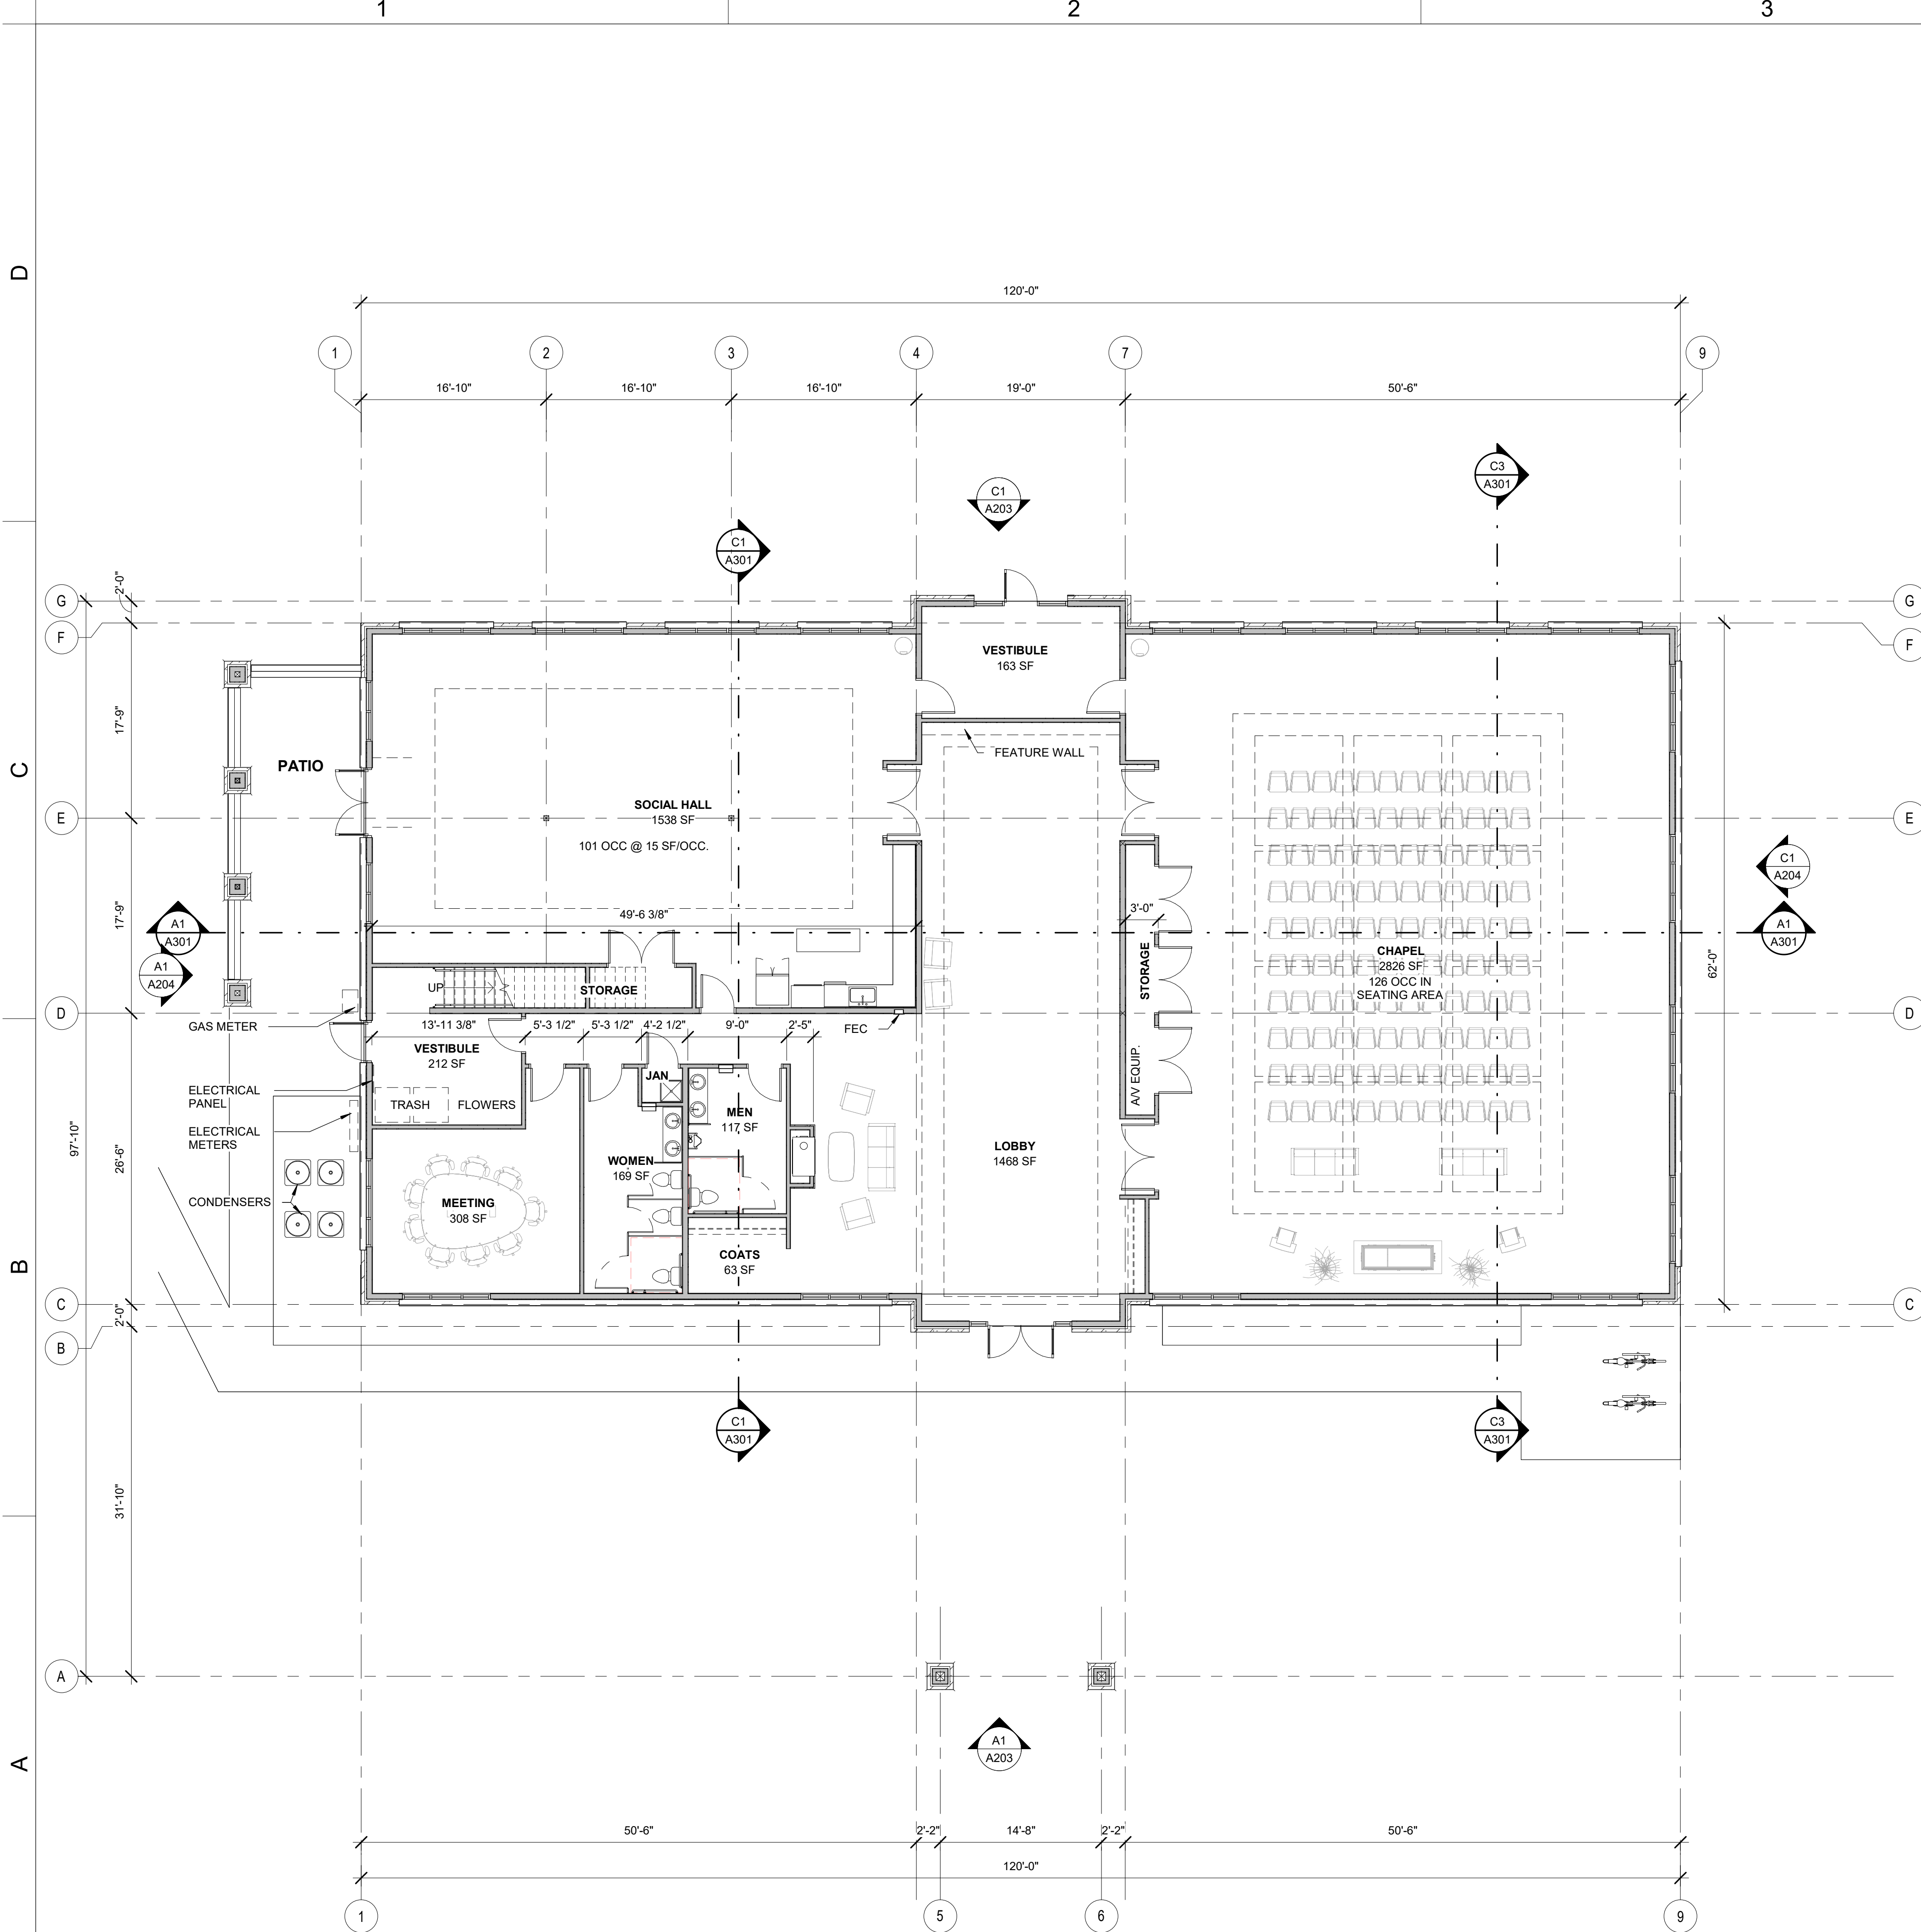 1
2
3
D
C
B
A
120'-0"
1
2
3
4
7
9
16'-10"
16'-10"
16'-10"
19'-0"
50'-6"
C1
A203
C3
A301
C1
A301
2'-0"
G
F
17'-9"
E
17'-9"
D
97'-10"
26'-6"
C
2'-0"
B
31'-10"
A
G
F
E
D
C
62'-0"
VESTIBULE
163 SF
FEATURE WALL
PATIO
SOCIAL HALL
1538 SF
101 OCC @ 15 SF/OCC.
49'-6 3/8"
3'-0"
A1
A301
A1
A204
C1
A204
A1
A301
CHAPEL
2826 SF
126 OCC IN
SEATING AREA
STORAGE
A/V EQUIP.
UP
STORAGE
GAS METER
13'-11 3/8"
5'-3 1/2"
5'-3 1/2"
4'-2 1/2"
9'-0"
2'-5"
FEC
VESTIBULE
212 SF
JAN
ELECTRICAL
PANEL
TRASH
FLOWERS
MEN
117 SF
ELECTRICAL
METERS
WOMEN
169 SF
LOBBY
1468 SF
CONDENSERS
MEETING
308 SF
COATS
63 SF
C1
A301
C3
A301
A1
A203
50'-6"
2'-2"
14'-8"
2'-2"
50'-6"
120'-0"
1
5
6
9